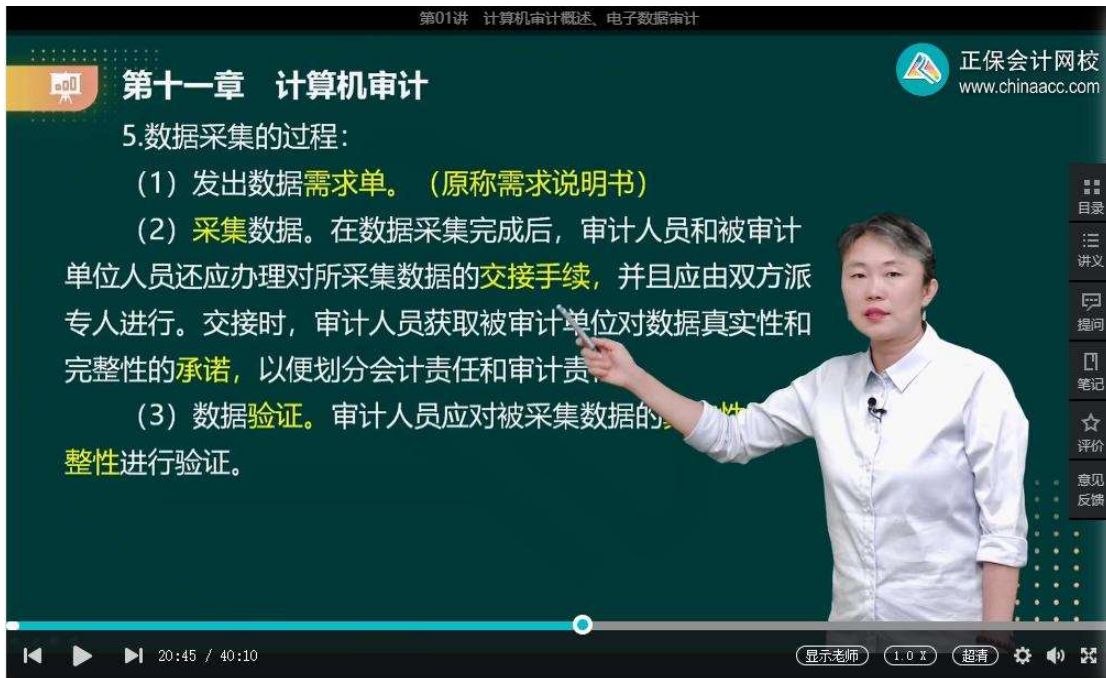 第01讲 计算机审计概述、电子数据审计
正保会计网校
www.chinaacc.com
第十一章 计算机审计
5.数据采集的过程：
（1）发出数据需求单。（原称需求说明书）
（2）采集数据。在数据采集完成后，审计人员和被审计
单位人员还应办理对所采集数据的交接手续，并且应由双方派
专人进行。交接时，审计人员获取被审计单位对数据真实性和
完整性的承诺，以便划分会计责任和审计责
（3）数据验证。审计人员应对被采集数据的
整性进行验证。
目录
讲义
提问
笔记
评价
意见
反馈
20:45 / 40:10
显示老师
1.0 X
超清